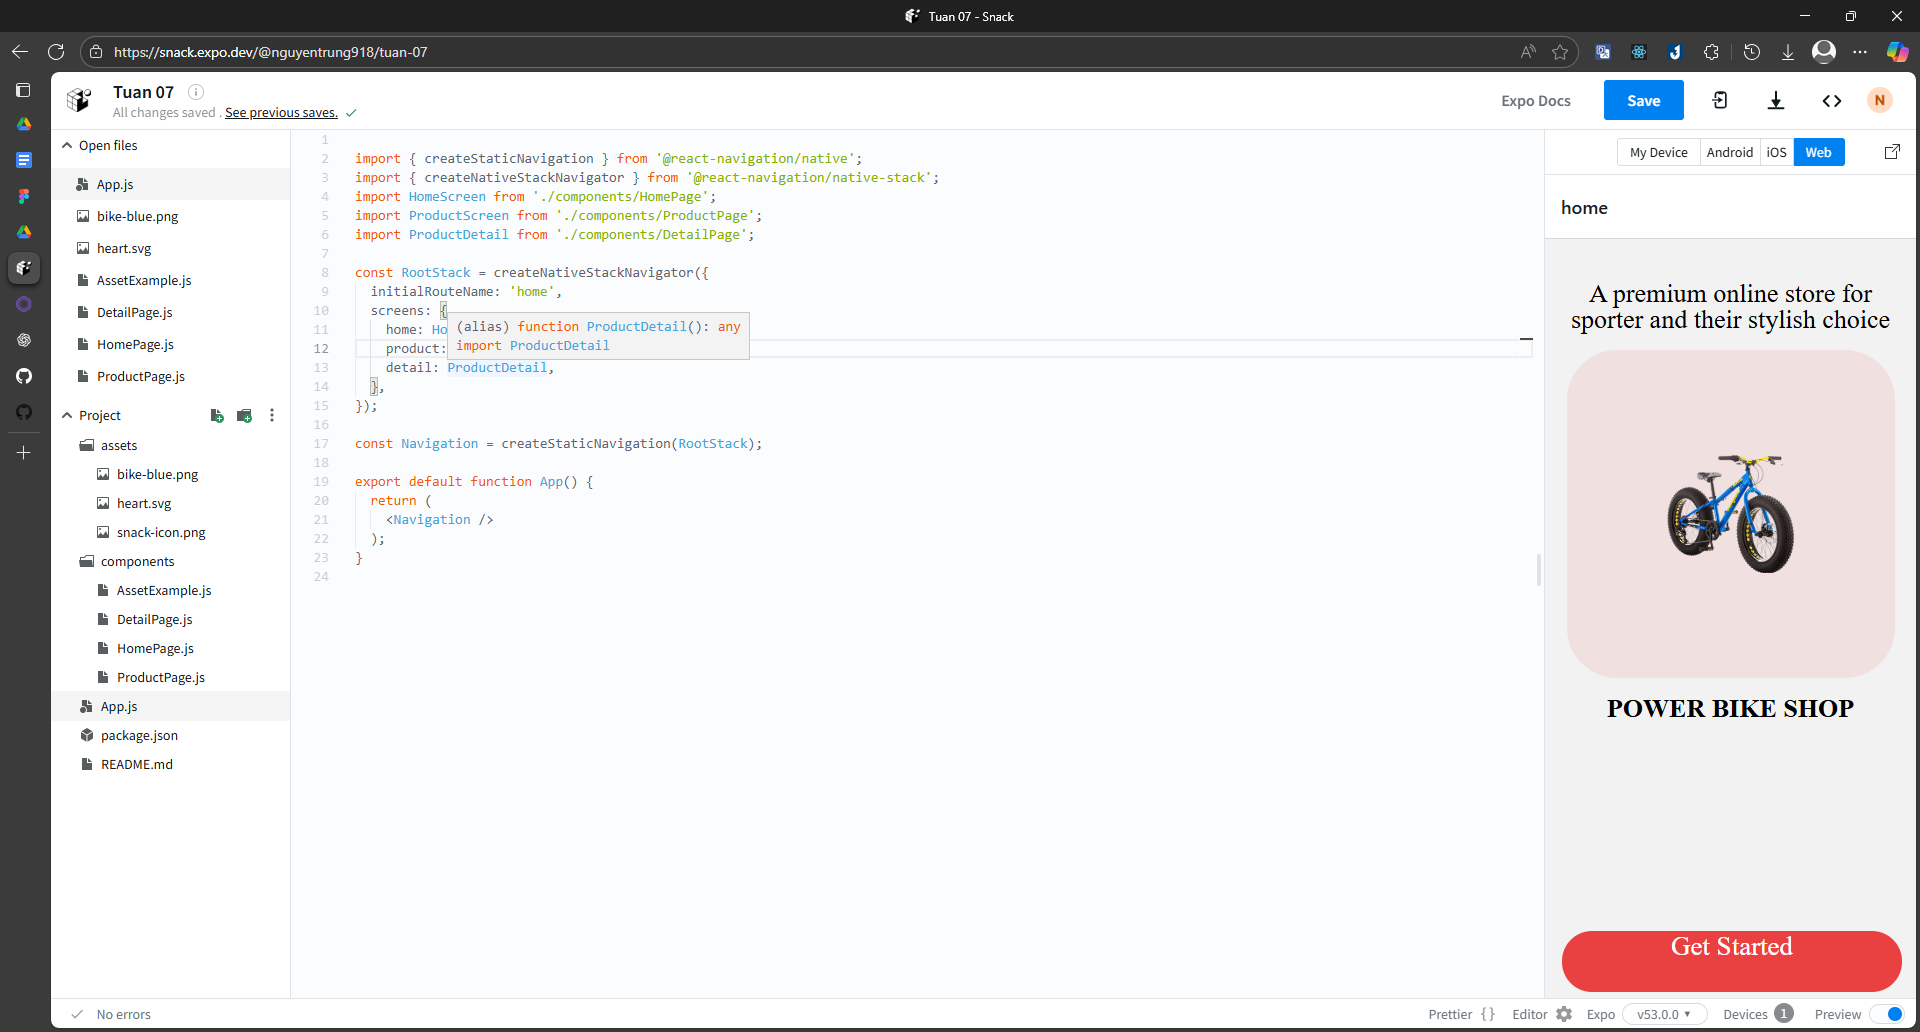 Tuan 07 - Snack
https://snack.expo.dev/@nguyentrung918/tuan-07
Tuan 07
All changes saved . See previous saves.
Expo Docs
Save
N
Open files
App.js
bike-blue.png
heart.svg
AssetExample.js
DetailPage.js
HomePage.js
ProductPage.js
Project
assets
bike-blue.png
heart.svg
snack-icon.png
components
AssetExample.js
DetailPage.js
HomePage.js
ProductPage.js
App.js
package.json
README.md
1
2 import { createStaticNavigation } from '@react-navigation/native';
3 import { createNativeStackNavigator } from '@react-navigation/native-stack';
4 import HomeScreen from './components/HomePage';
5 import ProductScreen from './components/ProductPage';
6 import ProductDetail from './components/DetailPage';
7
8 const RootStack = createNativeStackNavigator({
9 initialRouteName: 'home',
10 screens: {
11 home: Ho
12 product:
(alias) function ProductDetail(): any
import ProductDetail
13 detail: ProductDetail,
14 },
15 });
16
17 const Navigation = createStaticNavigation(RootStack);
18
19 export default function App() {
20 return (
21 <Navigation />
22 );
23 }
24
My Device Android iOS Web
home
A premium online store for
sporter and their stylish choice
POWER BIKE SHOP
Get Started
No errors
Prettier {} Editor Expo v53.0.0 Devices 1 Preview